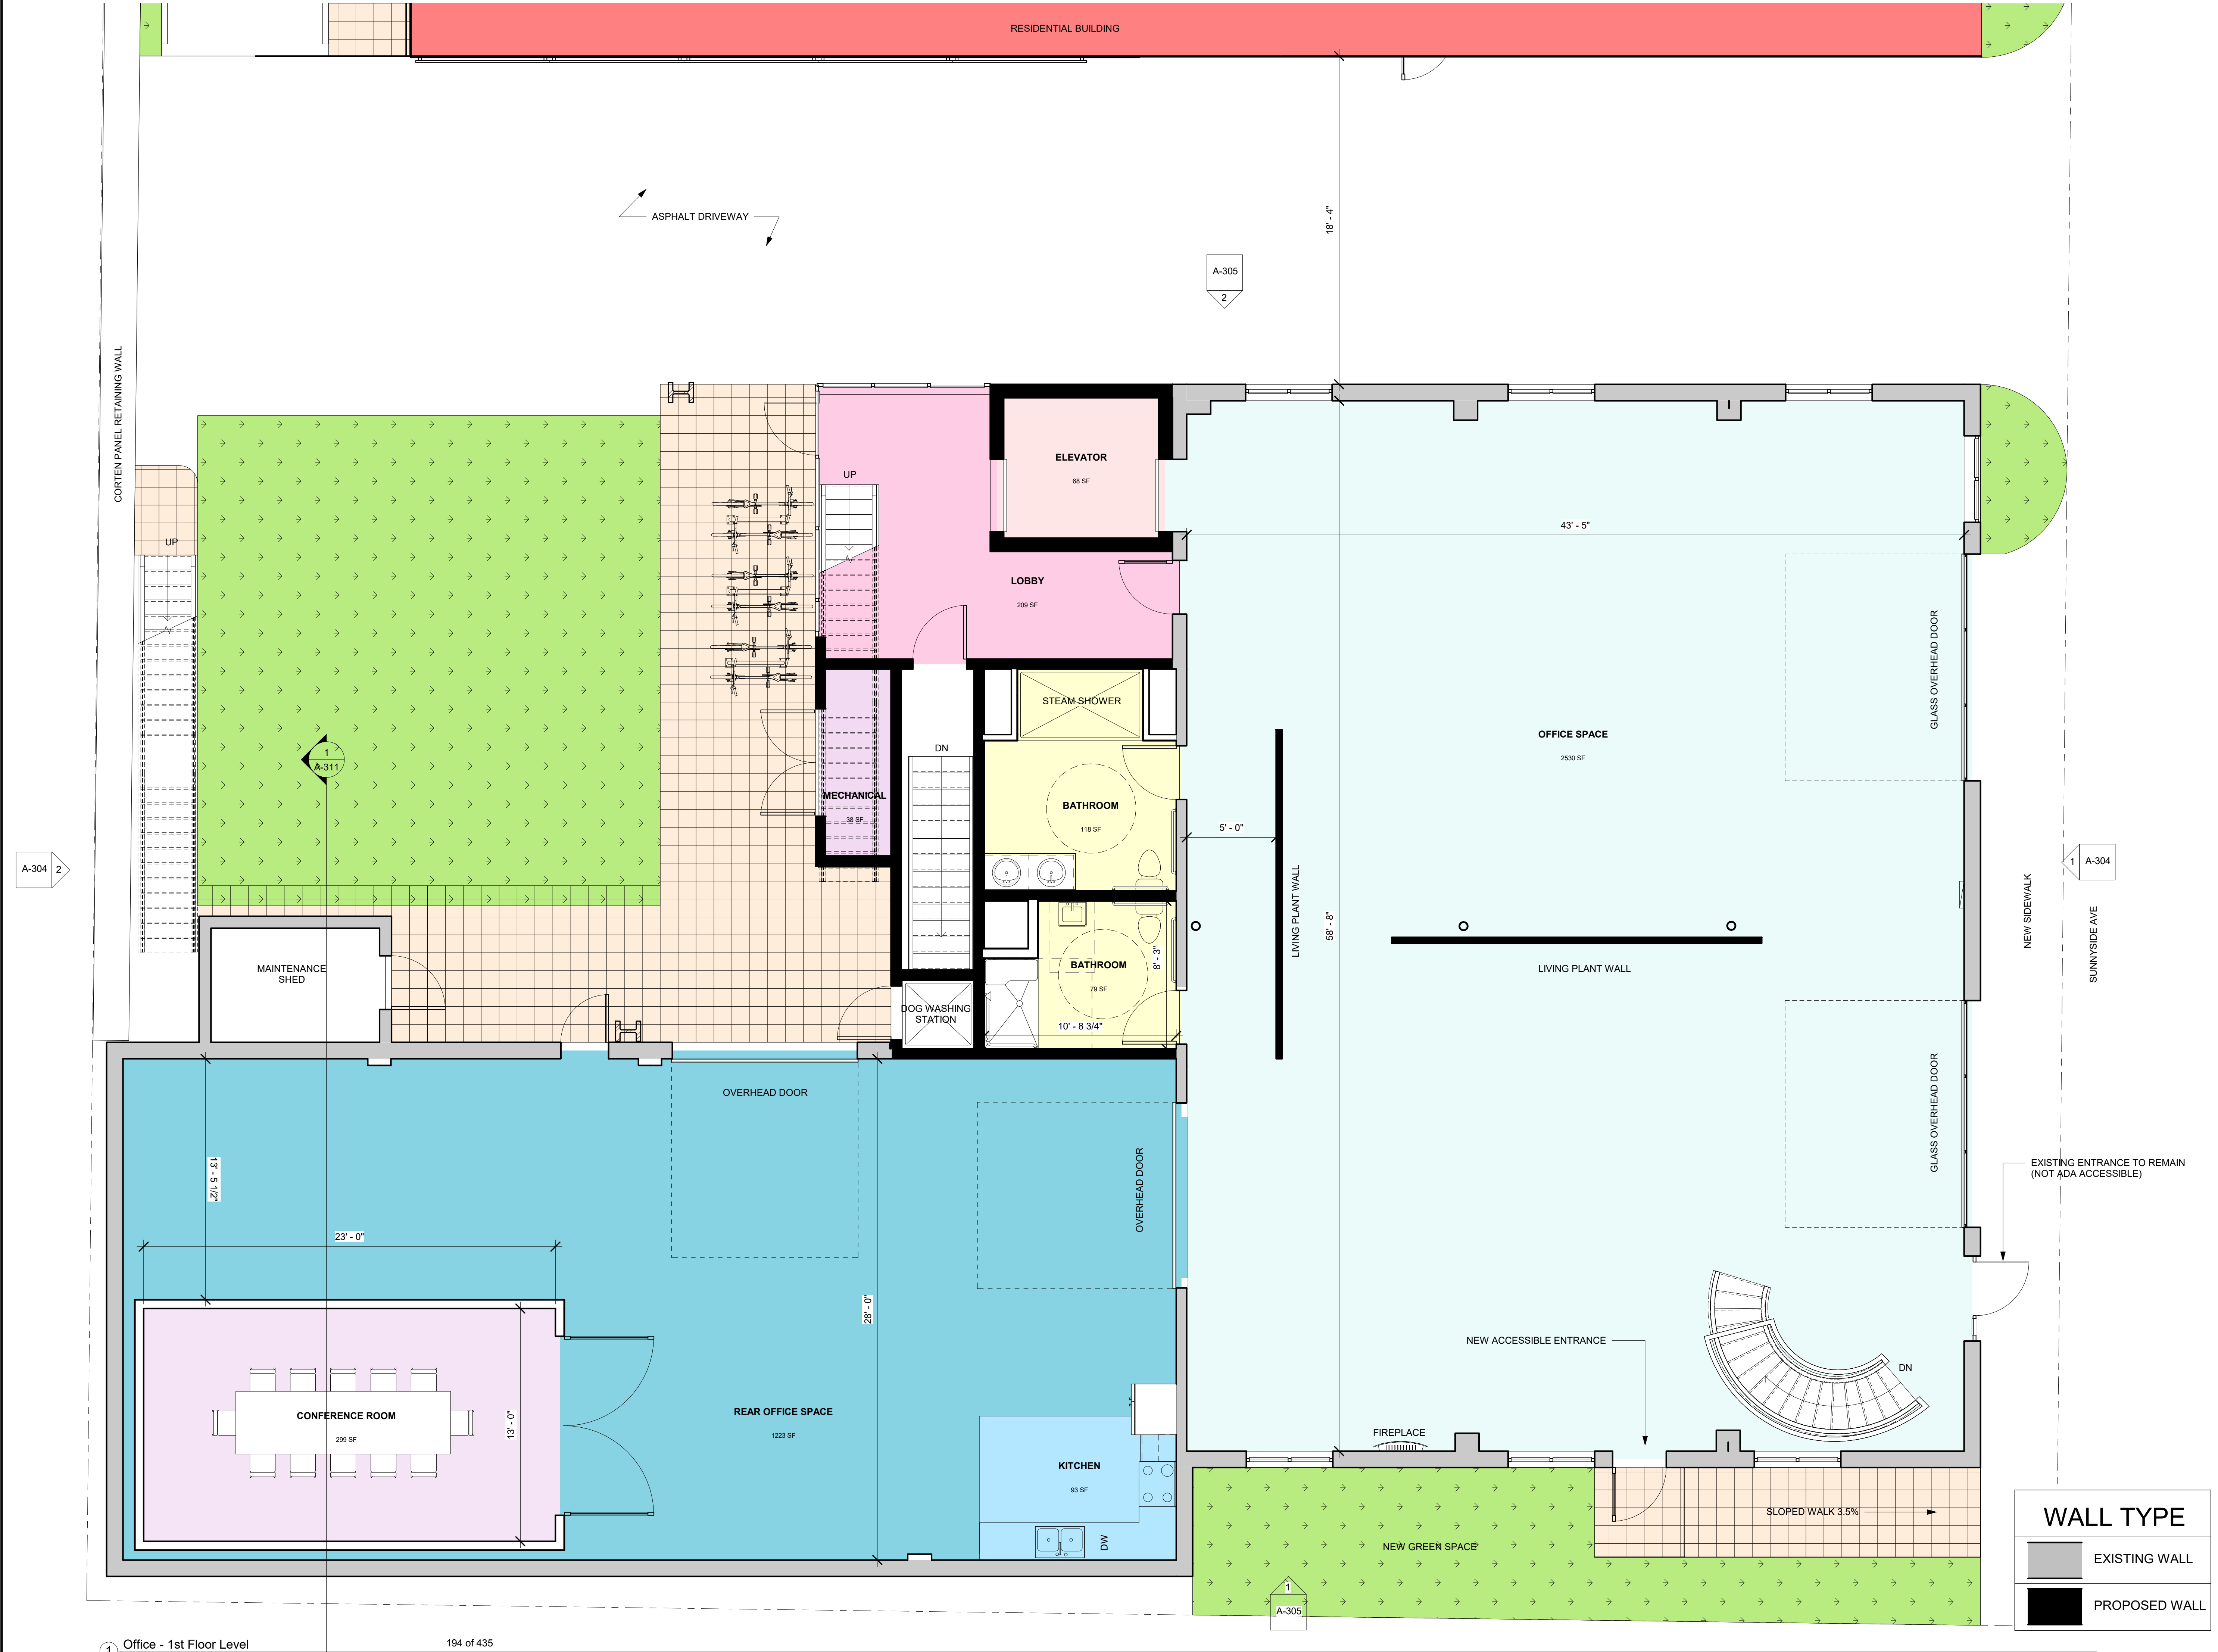 RESIDENTIAL BUILDING
ASPHALT DRIVEWAY
18' - 4"
A-305
2
CORTEN PANEL RETAINING WALL
UP
UP
ELEVATOR
68 SF
43' - 5"
LOBBY
209 SF
GLASS OVERHEAD DOOR
STEAM SHOWER
OFFICE SPACE
2530 SF
DN
1
A-311
MECHANICAL
38 SF
BATHROOM
118 SF
5' - 0"
A-304
2
1
A-304
LIVING PLANT WALL
58' - 8"
NEW SIDEWALK
SUNNYSIDE AVE
MAINTENANCE
SHED
BATHROOM
79 SF
8' - 3"
LIVING PLANT WALL
DOG WASHING
STATION
10' - 8 3/4"
OVERHEAD DOOR
GLASS OVERHEAD DOOR
13' - 5 1/2"
OVERHEAD DOOR
EXISTING ENTRANCE TO REMAIN
(NOT ADA ACCESSIBLE)
23' - 0"
28' - 0"
NEW ACCESSIBLE ENTRANCE
DN
CONFERENCE ROOM
299 SF
13' - 0"
REAR OFFICE SPACE
1223 SF
FIREPLACE
KITCHEN
93 SF
DW
SLOPED WALK 3.5%
NEW GREEN SPACE
1
A-305
WALL TYPE
EXISTING WALL
PROPOSED WALL
1
Office - 1st Floor Level
194 of 435